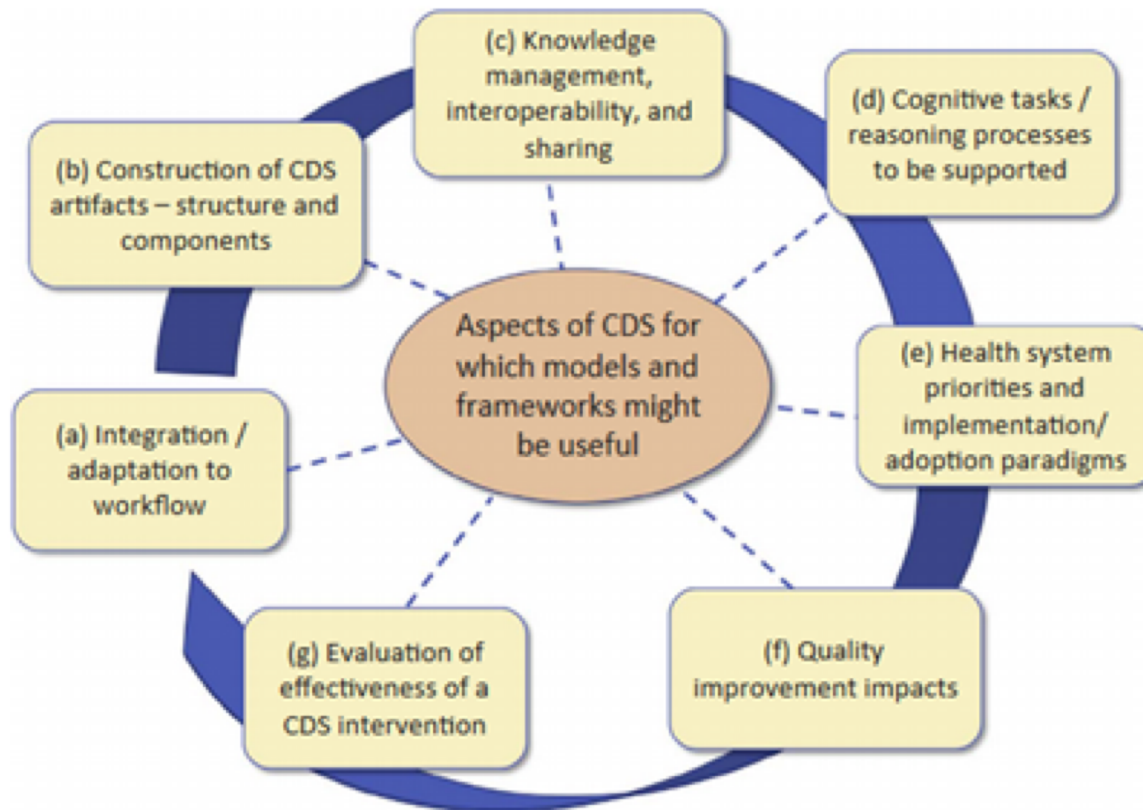 (c) Knowledge
management,
interoperability, and
sharing
(d) Cognitive tasks /
reasoning processes
to be supported
(b) Construction of CDS
artifacts – structure and
components
Aspects of CDS for
which models and
frameworks might
be useful
(e) Health system
priorities and
implementation/
adoption paradigms
(a) Integration /
adaptation to
workflow
(g) Evaluation of
effectiveness of a
CDS intervention
(f) Quality
improvement impacts